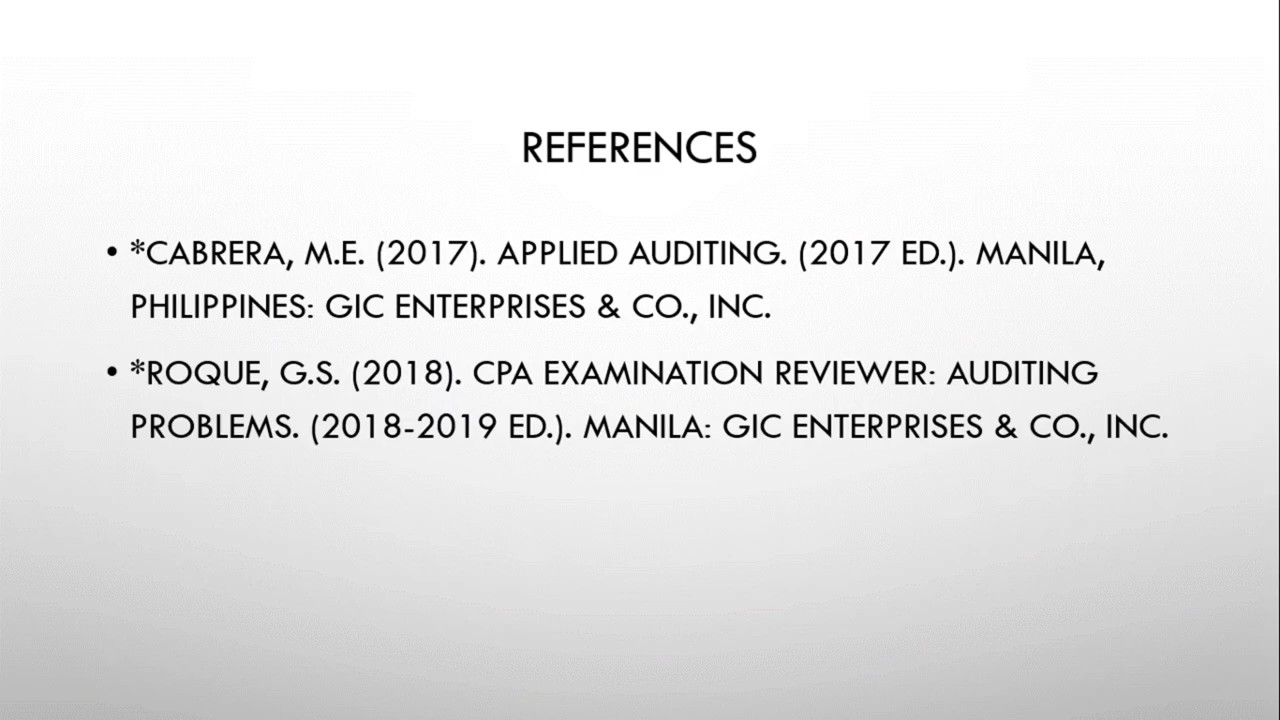 REFERENCES
• *CABRERA, M.E. (2017). APPLIED AUDITING. (2017 ED.). MANILA,
PHILIPPINES: GIC ENTERPRISES & CO., INC.
• *ROQUE, G.S. (2018). CPA EXAMINATION REVIEWER: AUDITING
PROBLEMS. (2018-2019 ED.). MANILA: GIC ENTERPRISES & CO., INC.